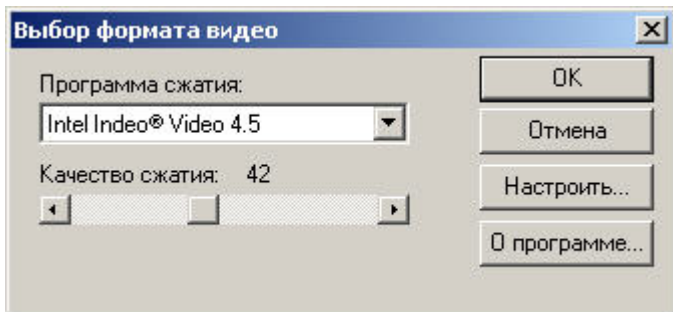 Выбор формата видео
Программа сжатия:
Intel Indeo® Video 4.5
Качество сжатия: 42
OK
Отмена
Настроить...
О программе...